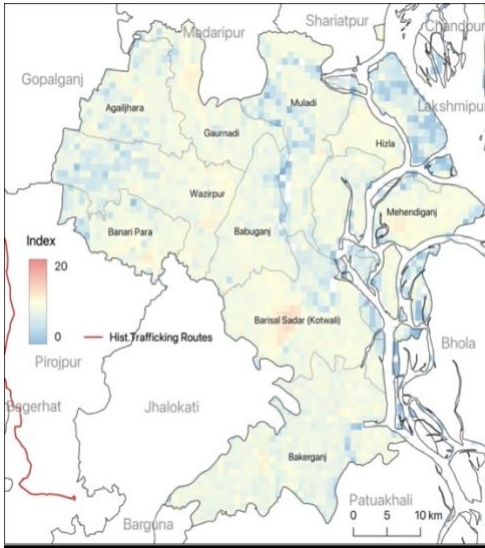 Shariatpur
Madaripur
Chandpur
Gopalganj
Agailjhara
Muladi
Lakshmipur
Gaurnadi
Hizla
Wazirpur
Mehendiganj
Banari Para
Babuganj
Index
20
0
Hist.Trafficking Routes
Barisal Sadar (Kotwali)
Pirojpur
Bhola
Bagerhat
Jhalokati
Bakerganj
Patuakhali
Barguna
0 5 10 km